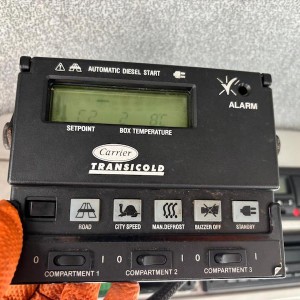 AUTOMATIC DIESEL START
ALARM
SETPOINT BOX TEMPERATURE
Carrier
TRANSICOLD
ROAD CITY SPEED MAN.DEFROST BUZZER OFF STANDBY
I O I O I O
COMPARTMENT 1 COMPARTMENT 2 COMPARTMENT 3